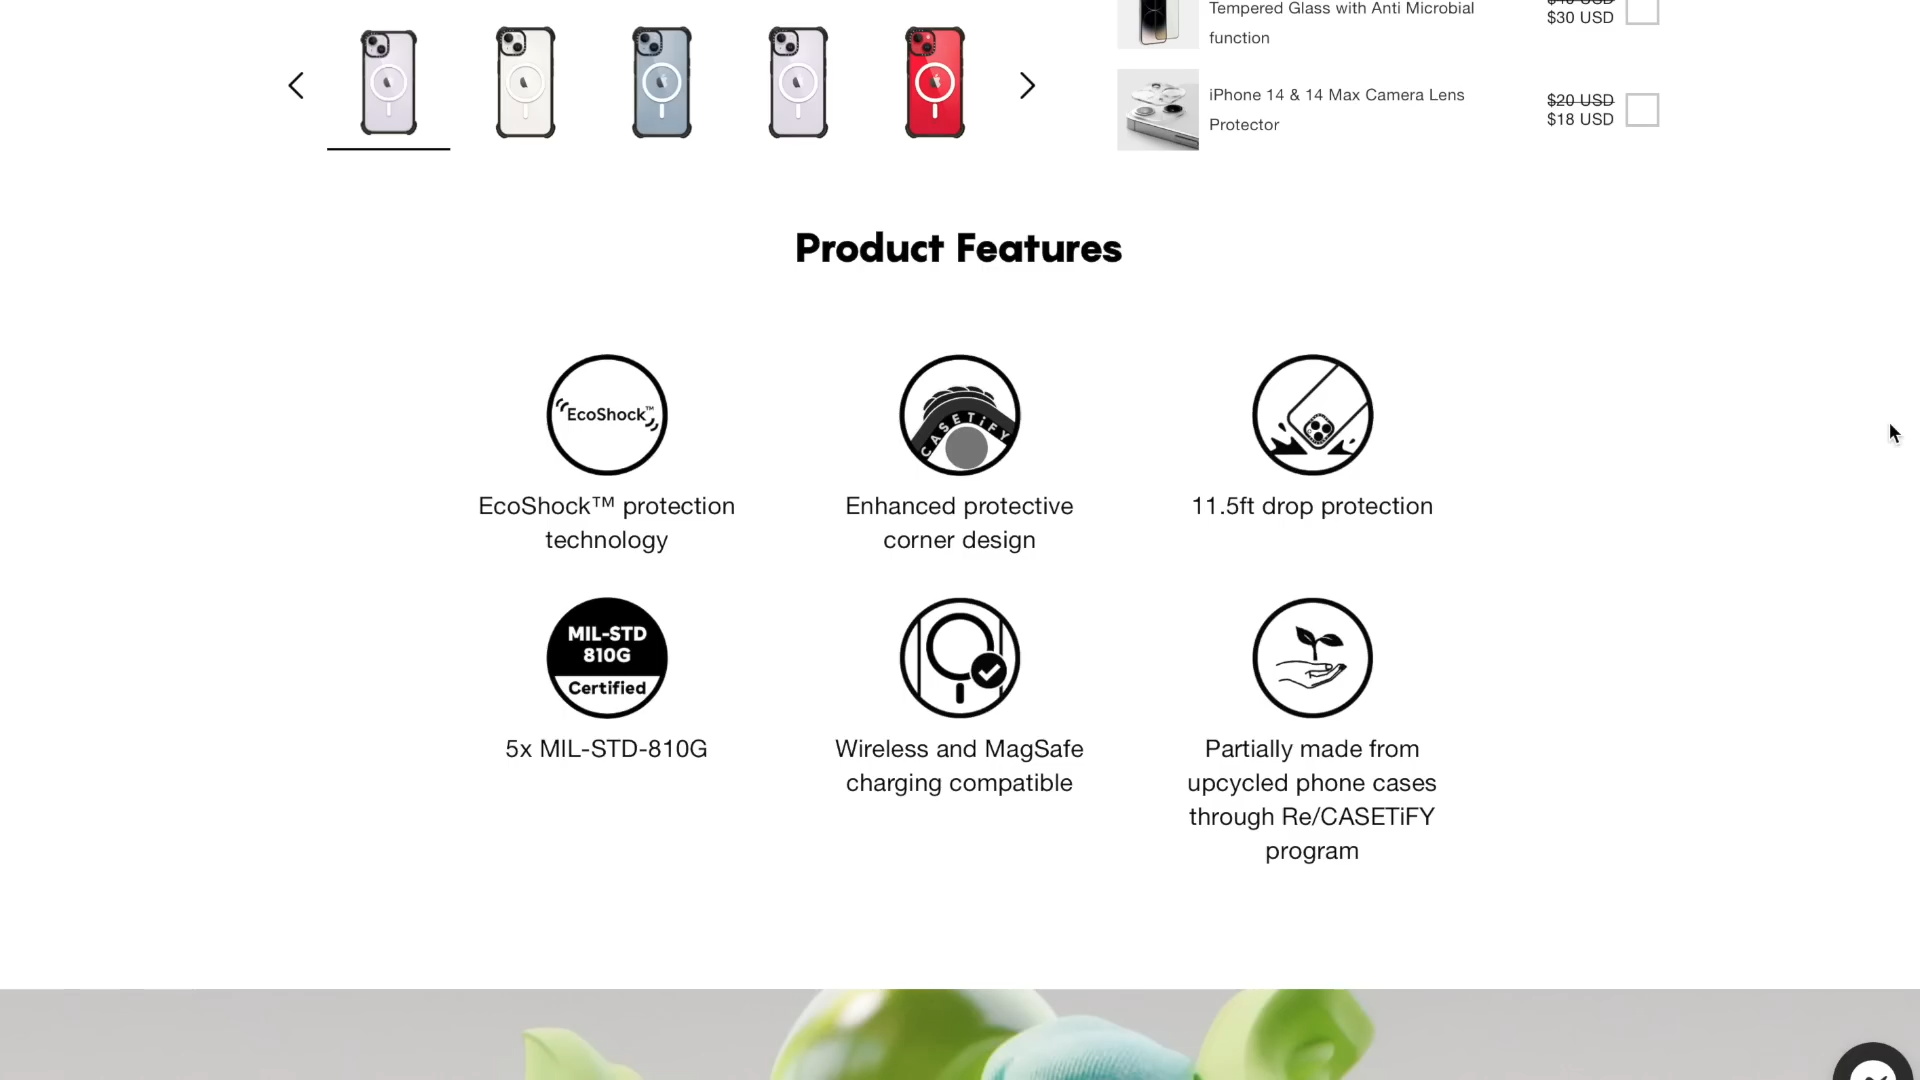 Tempered Glass with Anti Microbial
function
$40 USD
$30 USD
iPhone 14 & 14 Max Camera Lens
Protector
$20 USD
$18 USD
Product Features
EcoShock™
CASETiFY
EcoShock™ protection
technology
Enhanced protective
corner design
11.5ft drop protection
MIL-STD
810G
Certified
5x MIL-STD-810G
Wireless and MagSafe
charging compatible
Partially made from
upcycled phone cases
through Re/CASETiFY
program